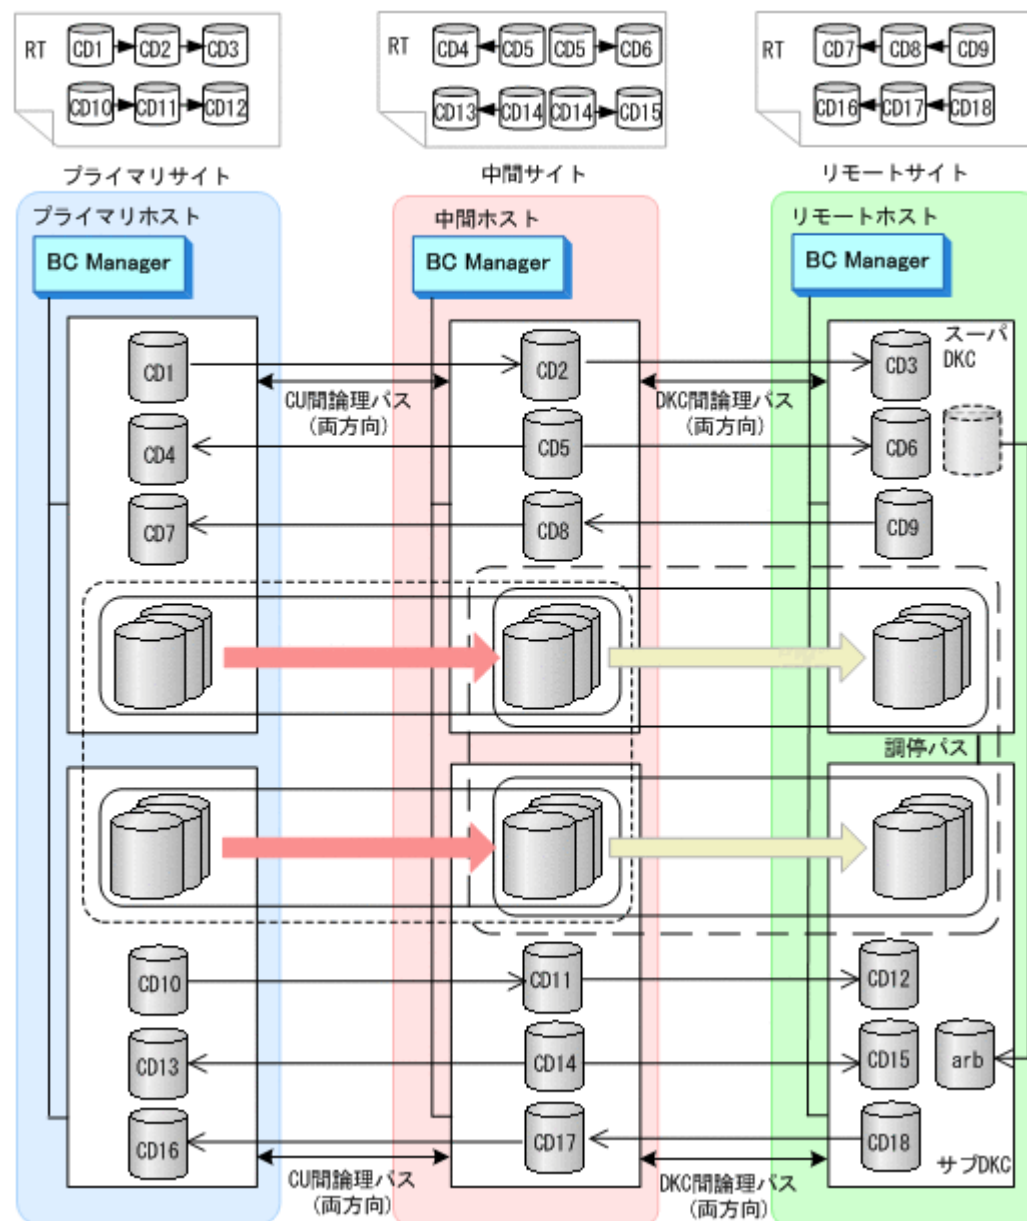 RT CD1 CD2 CD3
CD10 CD11 CD12
RT CD4 CD5 CD5 CD6
CD13 CD14 CD14 CD15
RT CD7 CD8 CD9
CD16 CD17 CD18
プライマリサイト
中間サイト
リモートサイト
プライマリホスト
中間ホスト
リモートホスト
BC Manager
BC Manager
BC Manager
スーパ
DKC
CD1
CD2
CD3
CU間論理パス
(両方向)
DKC間論理パス
(両方向)
CD4
CD5
CD6
CD7
CD8
CD9
調停パス
CD10
CD11
CD12
CD13
CD14
CD15
arb
CD16
CD17
CD18
サブDKC
CU間論理パス
(両方向)
DKC間論理パス
(両方向)